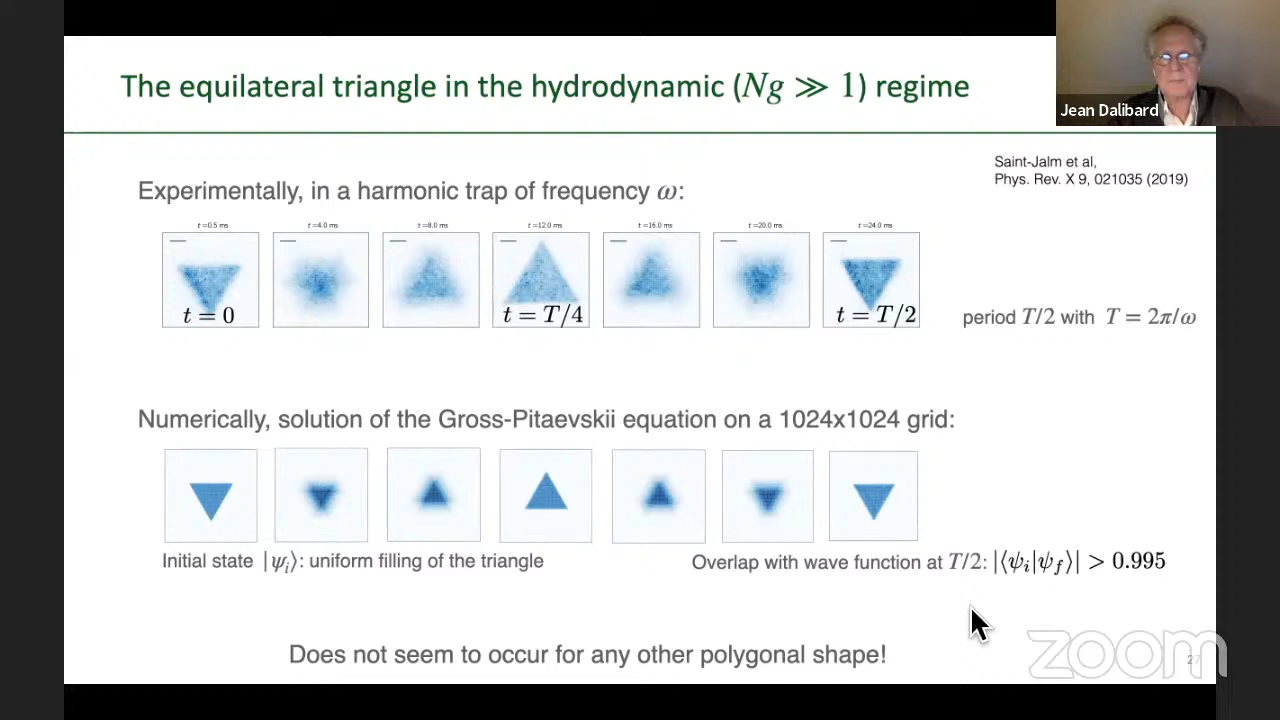 The equilateral triangle in the hydrodynamic (Ng ≫ 1) regime
Jean Dalibard
Saint-Jalm et al,
Phys. Rev. X 9, 021035 (2019)
Experimentally, in a harmonic trap of frequency ω:
t =0.5 ms t =4.0 ms t =8.0 ms t =12.0 ms t =16.0 ms t =20.0 ms t =24.0 ms
t = 0 t = T/4 t = T/2
period T/2 with T = 2π/ω
Numerically, solution of the Gross-Pitaevskii equation on a 1024x1024 grid:
Initial state |ψi⟩: uniform filling of the triangle
Overlap with wave function at T/2: |⟨ψi|ψf⟩| > 0.995
Does not seem to occur for any other polygonal shape!
zoom
27